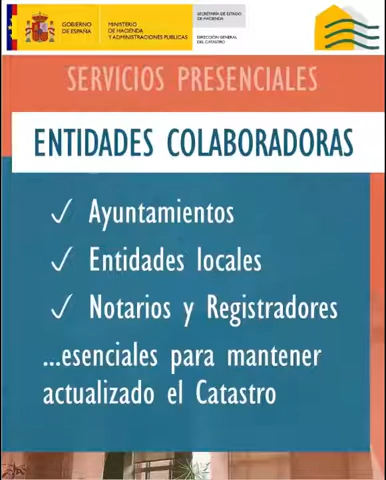 GOBIERNO
DE ESPAÑA
MINISTERIO
DE HACIENDA
Y ADMINISTRACIONES PÚBLICAS
SECRETARÍA DE ESTADO
DE HACIENDA
DIRECCIÓN GENERAL
DEL CATASTRO
SERVICIOS PRESENCIALES
ENTIDADES COLABORADORAS
✓ Ayuntamientos
✓ Entidades locales
✓ Notarios y Registradores
...esenciales para mantener
actualizado el Catastro